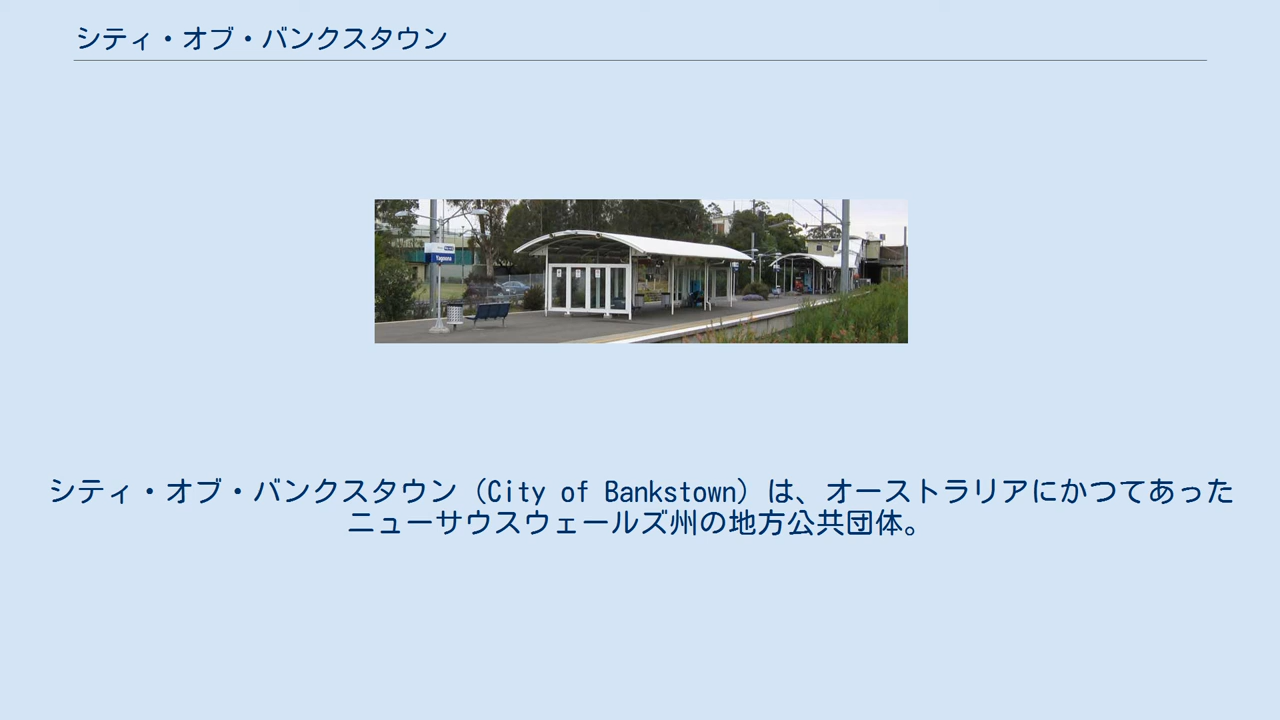 シティ・オブ・バンクスタウン
Yagoona
シティ・オブ・バンクスタウン（City of Bankstown）は、オーストラリアにかつてあった
ニューサウスウェールズ州の地方公共団体。